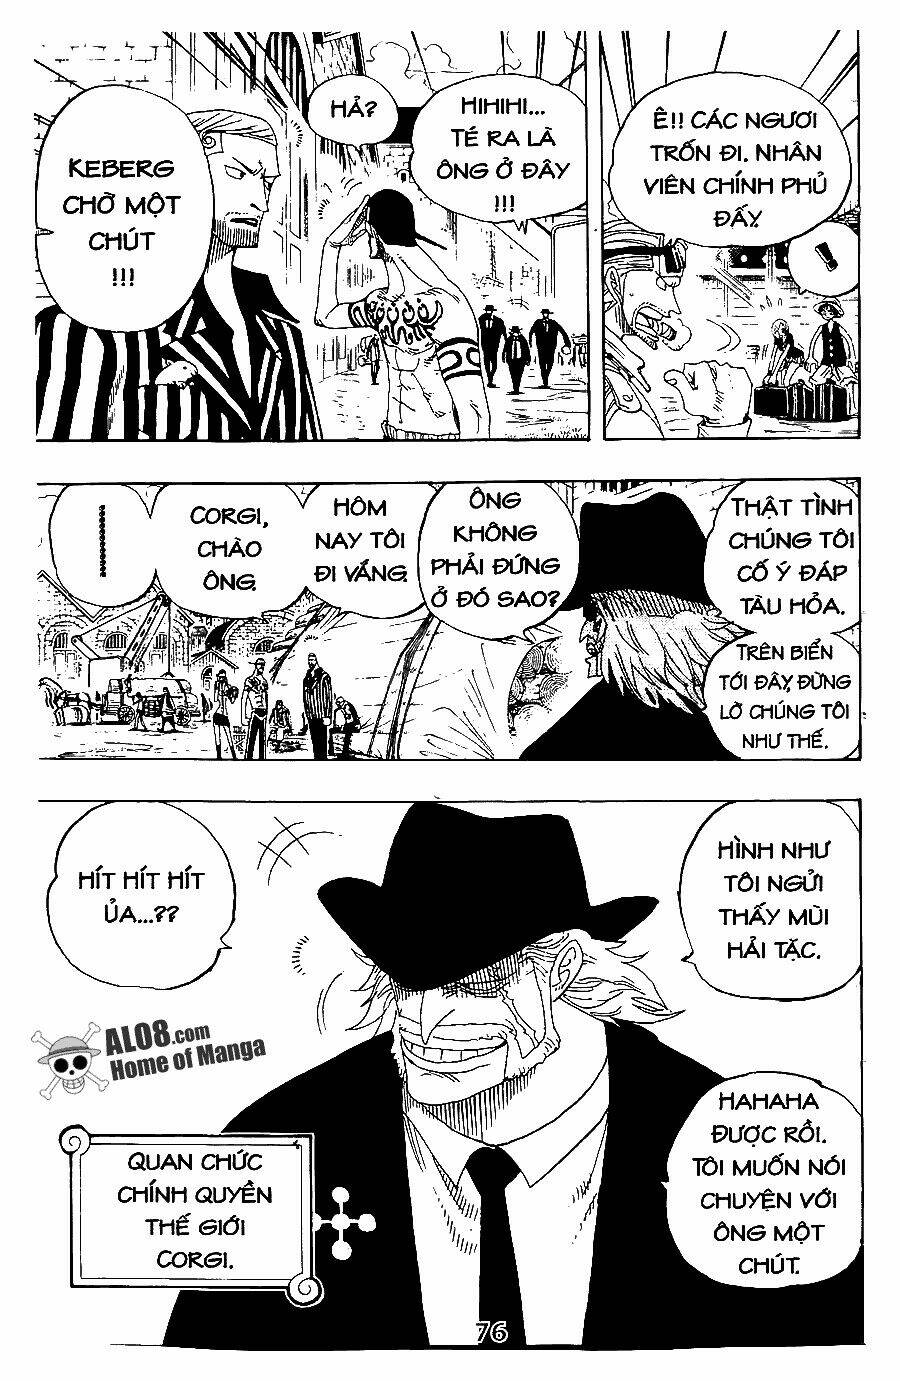 Ê!! CÁC NGƯƠI
TRỐN ĐI. NHÂN
VIÊN CHÍNH PHỦ
ĐẤY.
!
HIHIHI...
TÉ RA LÀ
ÔNG Ở ĐÂY
!!!
HẢ?
KEBERG
CHỜ MỘT
CHÚT
!!!
THẬT TÌNH
CHÚNG TÔI
CỐ Ý ĐÁP
TÀU HỎA.
TRÊN BIỂN
TỚI ĐÂY, ĐỪNG
LỜ CHÚNG TÔI
NHƯ THẾ.
ÔNG
KHÔNG
PHẢI ĐỨNG
Ở ĐÓ SAO?
HÔM
NAY TÔI
ĐI VẮNG.
CORGI,
CHÀO
ÔNG.
............
HÌNH NHƯ
TÔI NGỬI
THẤY MÙI
HẢI TẶC.
HÍT HÍT HÍT
ỦA...??
HAHAHA
ĐƯỢC RỒI.
TÔI MUỐN NÓI
CHUYỆN VỚI
ÔNG MỘT
CHÚT.
AL08.com
Home of Manga
QUAN CHỨC
CHÍNH QUYỀN
THẾ GIỚI
CORGI.
76